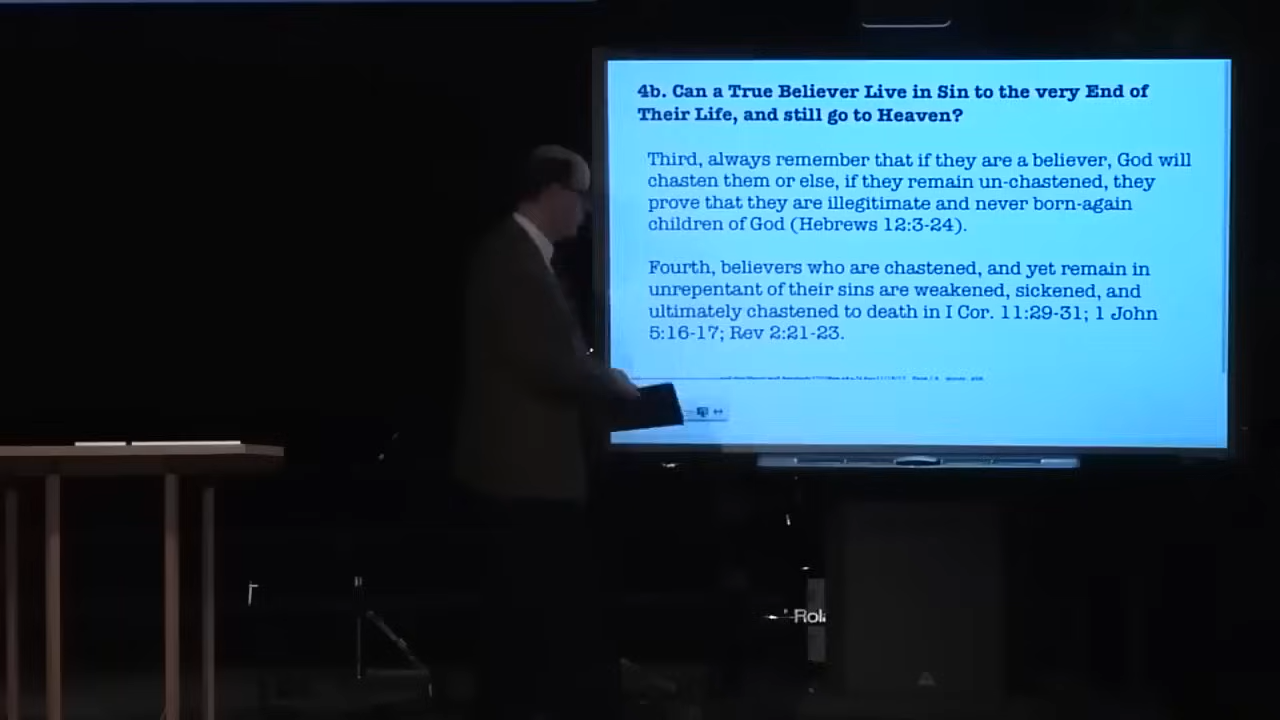 4b. Can a True Believer Live in Sin to the very End of
Their Life, and still go to Heaven?
Third, always remember that if they are a believer, God will
chasten them or else, if they remain un-chastened, they
prove that they are illegitimate and never born-again
children of God (Hebrews 12:3-24).
Fourth, believers who are chastened, and yet remain in
unrepentant of their sins are weakened, sickened, and
ultimately chastened to death in I Cor. 11:29-31; 1 John
5:16-17; Rev 2:21-23.